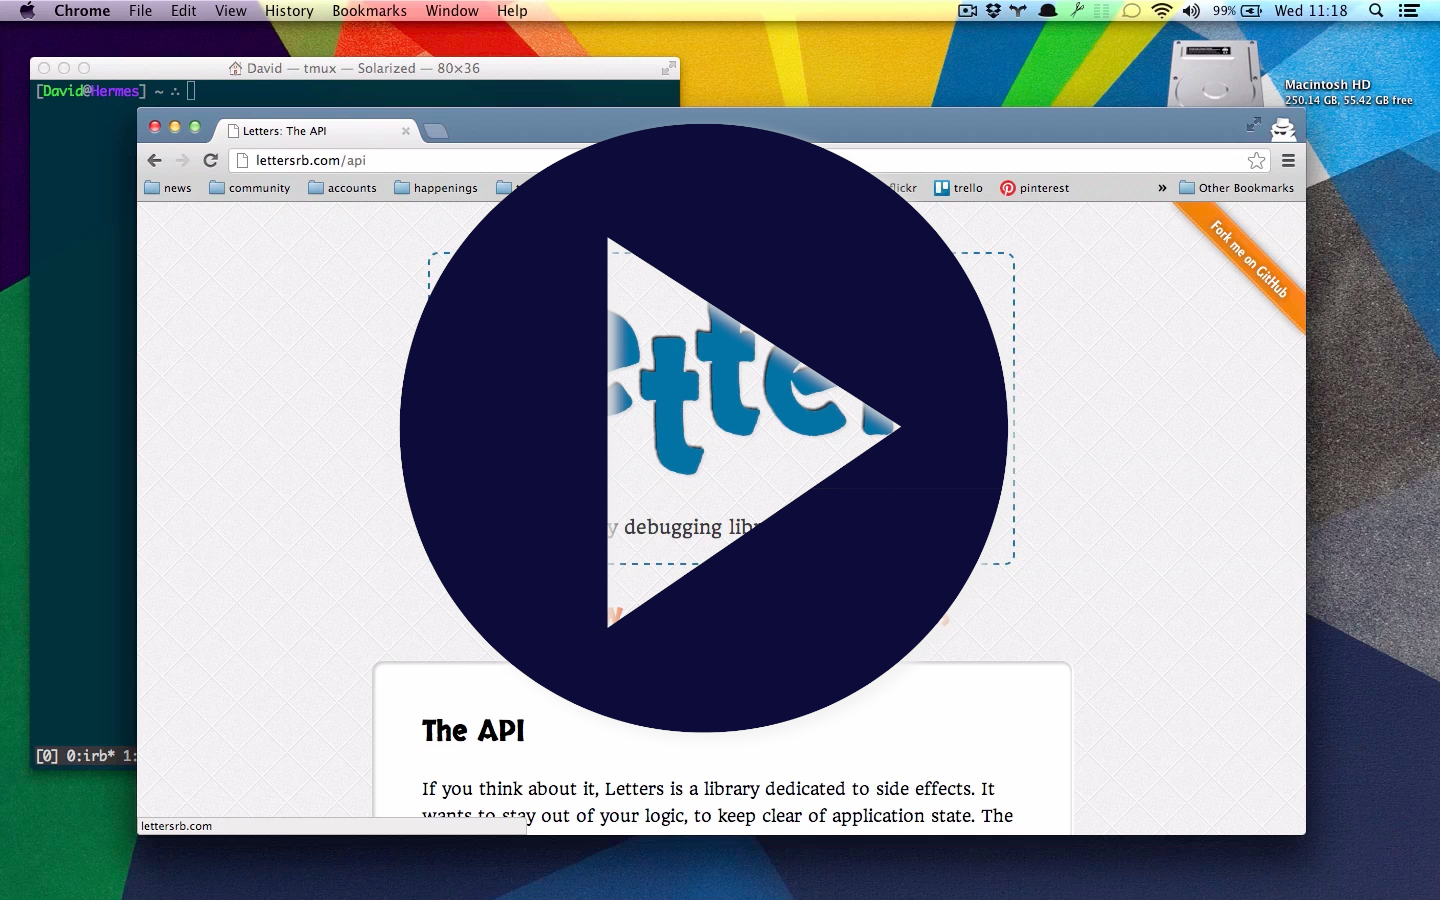 Chrome File Edit View History Bookmarks Window Help 99% Wed 11:18
David — tmux — Solarized — 80×36
[David@Hermes] ~ ∴
Macintosh HD
250.14 GB, 55.42 GB free
Letters: The API
lettersrb.com/api
news community accounts happenings flickr trello pinterest » Other Bookmarks
Fork me on GitHub
ette
y debugging lib
The API
If you think about it, Letters is a library dedicated to side effects. It
wants to stay out of your logic, to keep clear of application state. The
[0] 0:irb* 1:
lettersrb.com